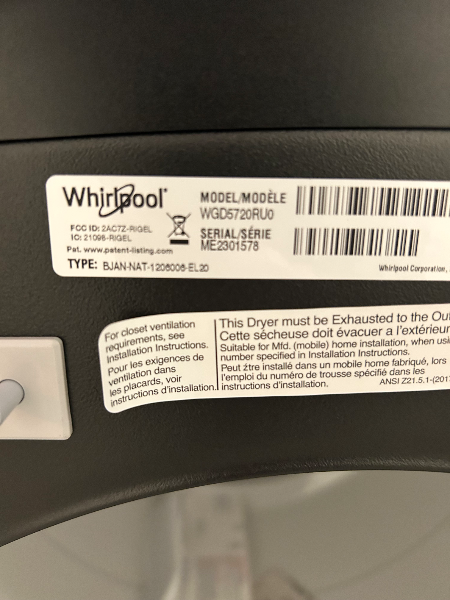 Whirlpool
MODEL/MODÈLE
WGD5720RU0
FCC ID: 2AC7Z-RIGEL
IC: 21098-RIGEL
SERIAL/SÉRIE
ME2301578
Pat. www.patent-listing.com
TYPE: BJAN-NAT-1206006-EL20
Whirlpool Corporation,
For closet ventilation
requirements, see
Installation Instructions.
Pour les exigences de
ventilation dans
les placards, voir
instructions d'installation.
This Dryer must be Exhausted to the
Cette sécheuse doit évacuer a l'extérieur
Suitable for Mfd. (mobile) home installation, when
number specified in Installation Instructions.
Peut ztre installé dans un mobile home fabriqué, lors
l'emploi du numéro de trousse spécifié dans les
instructions d'installation.
ANSI Z21.5.1-(2017